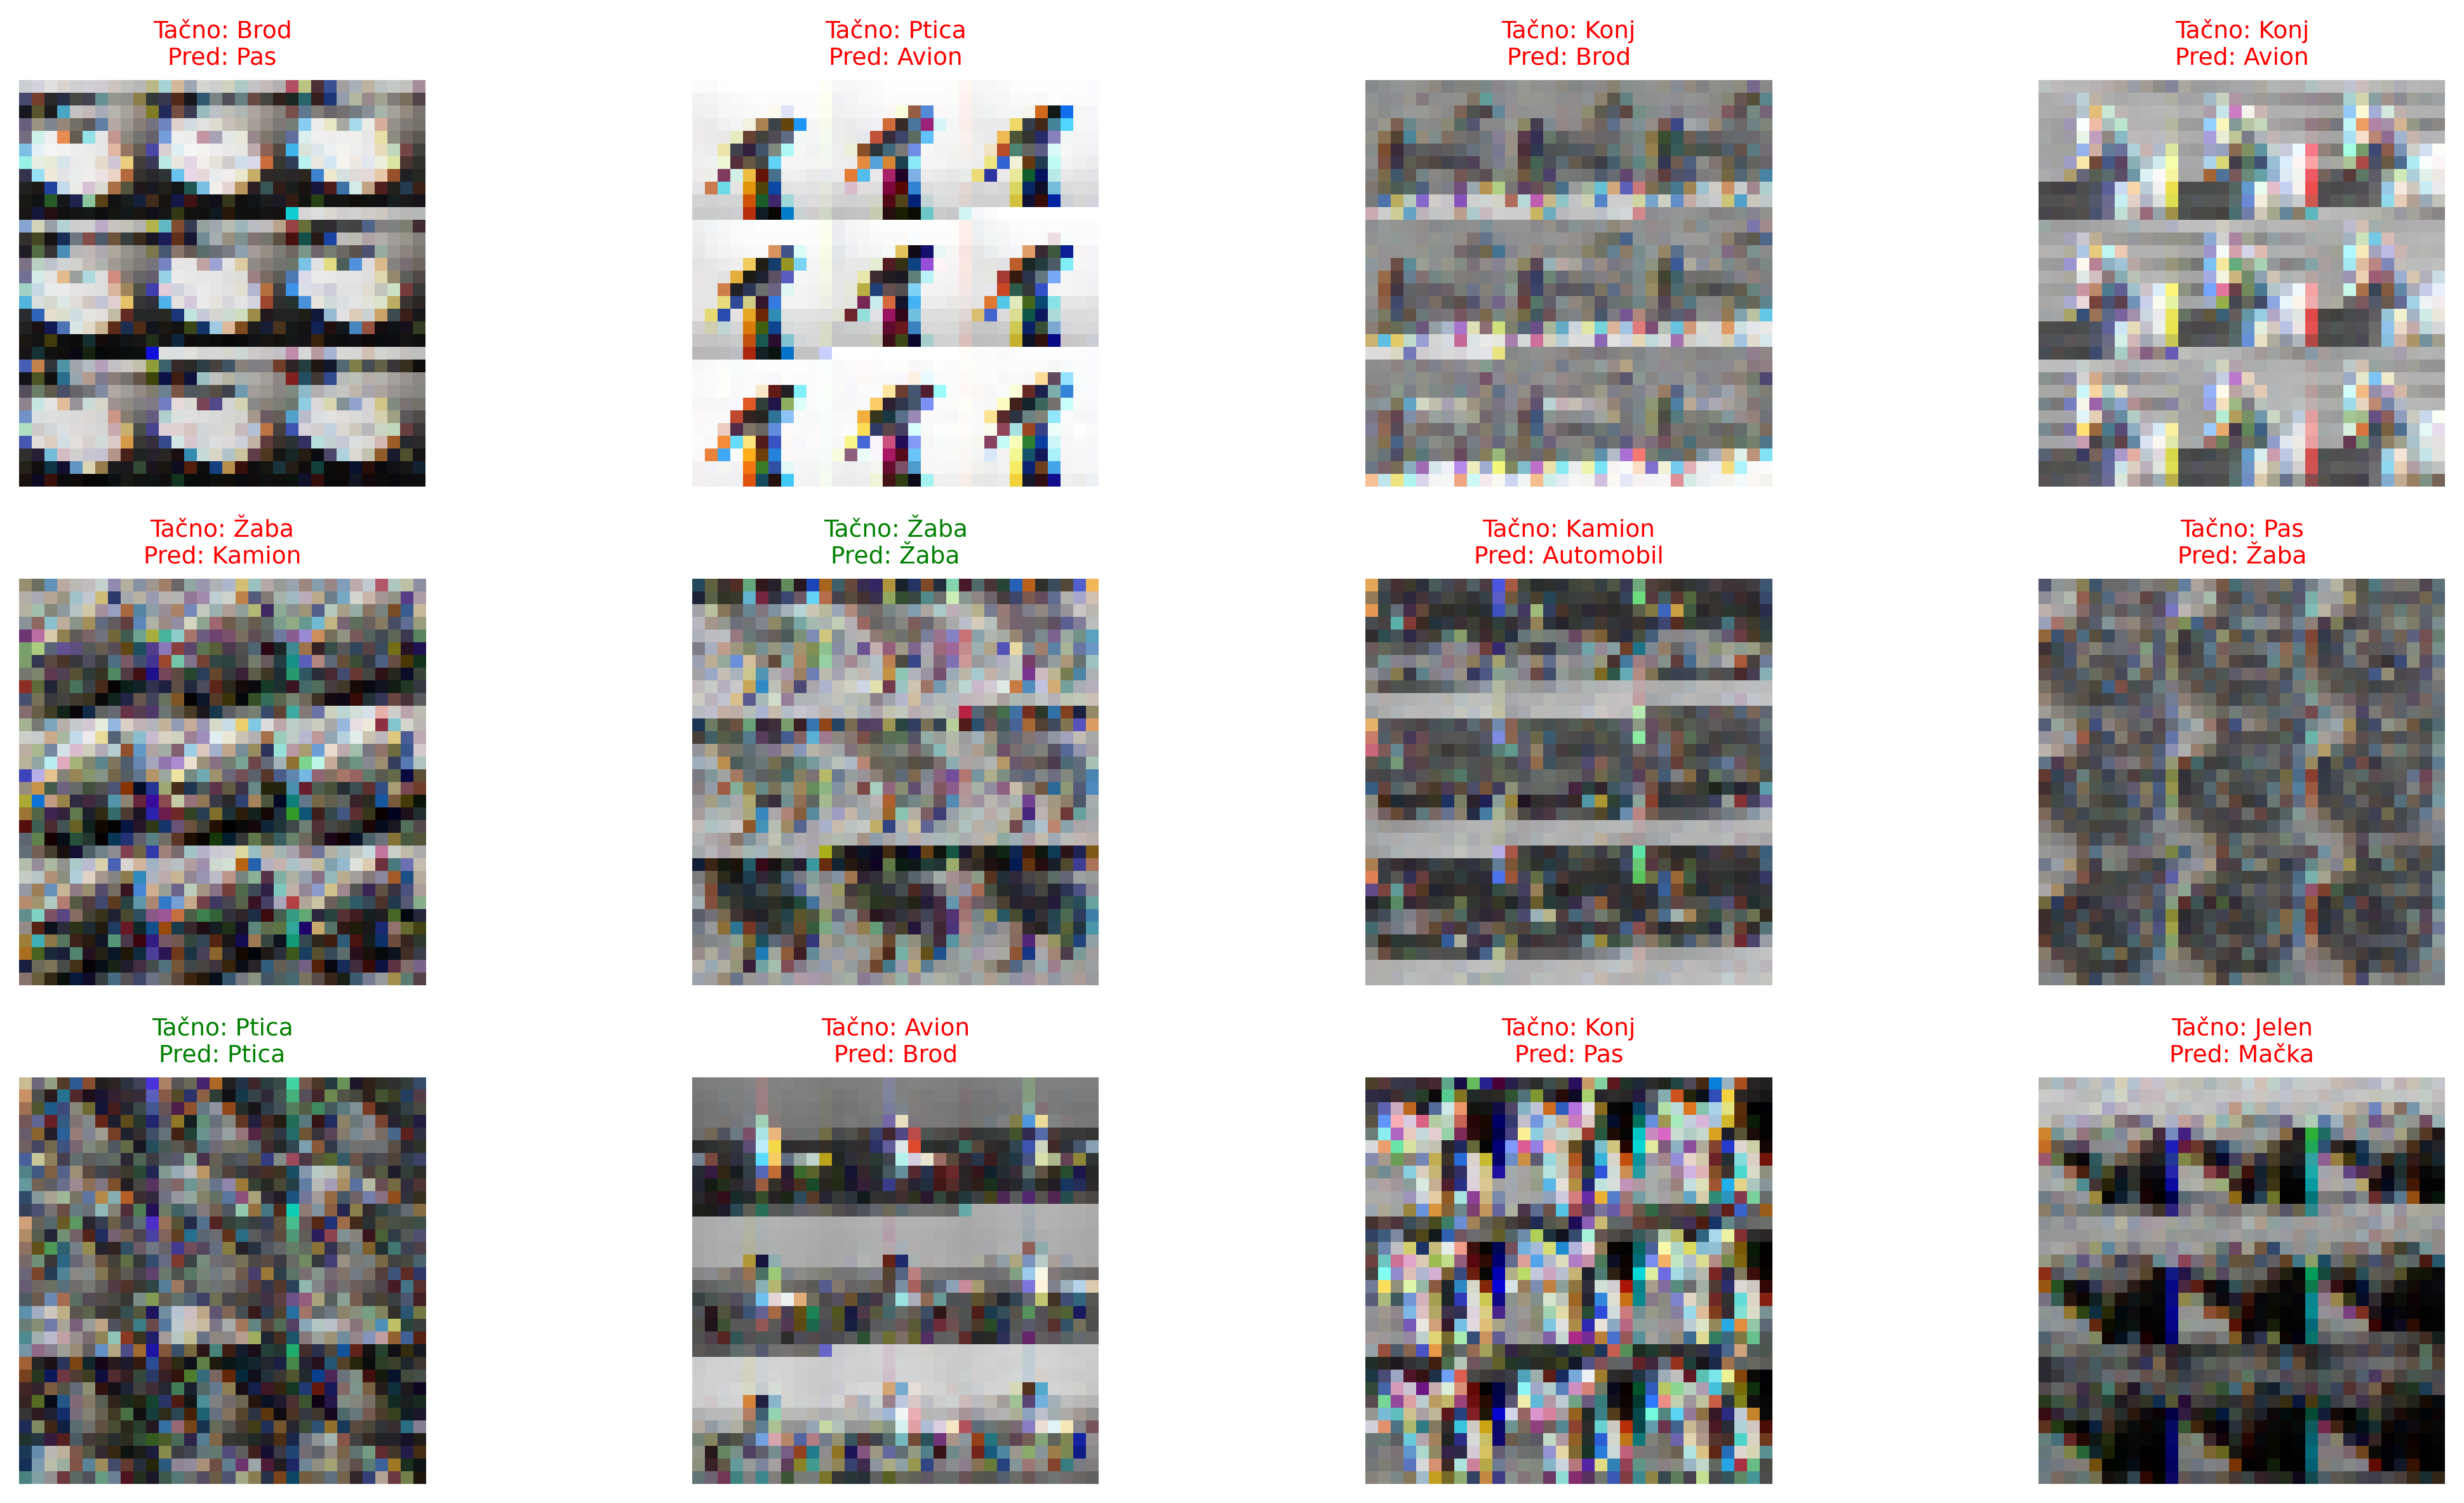 Tačno: Brod
Pred: Pas
Tačno: Ptica
Pred: Avion
Tačno: Konj
Pred: Brod
Tačno: Konj
Pred: Avion
Tačno: Žaba
Pred: Kamion
Tačno: Žaba
Pred: Žaba
Tačno: Kamion
Pred: Automobil
Tačno: Pas
Pred: Žaba
Tačno: Ptica
Pred: Ptica
Tačno: Avion
Pred: Brod
Tačno: Konj
Pred: Pas
Tačno: Jelen
Pred: Mačka